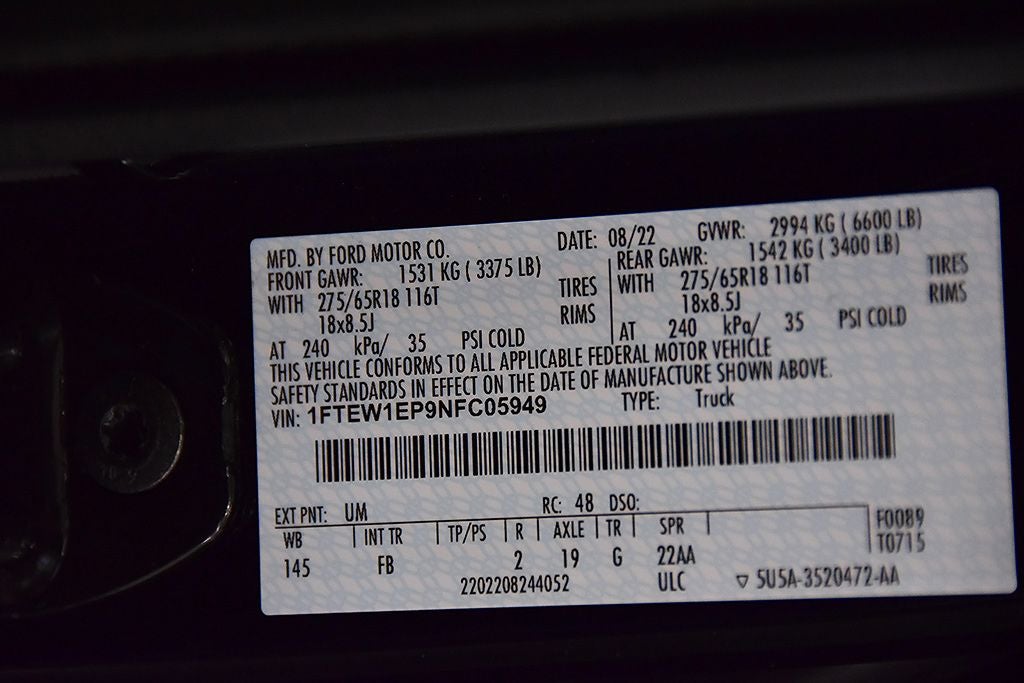 MFD. BY FORD MOTOR CO. DATE: 08/22 GVWR: 2994 KG ( 6600 LB)
FRONT GAWR: 1531 KG ( 3375 LB) REAR GAWR: 1542 KG ( 3400 LB)
WITH 275/65R18 116T TIRES WITH 275/65R18 116T TIRES
18x8.5J RIMS 18x8.5J RIMS
AT 240 kPa/ 35 PSI COLD AT 240 kPa/ 35 PSI COLD
THIS VEHICLE CONFORMS TO ALL APPLICABLE FEDERAL MOTOR VEHICLE
SAFETY STANDARDS IN EFFECT ON THE DATE OF MANUFACTURE SHOWN ABOVE.
VIN: 1FTEW1EP9NFC05949 TYPE: Truck
EXT PNT: UM RC: 48 DSO:
WB INT TR TP/PS R AXLE TR SPR F0089
145 FB 2 19 G 22AA T0715
2202208244052 ULC ▽ 5U5A-3520472-AA